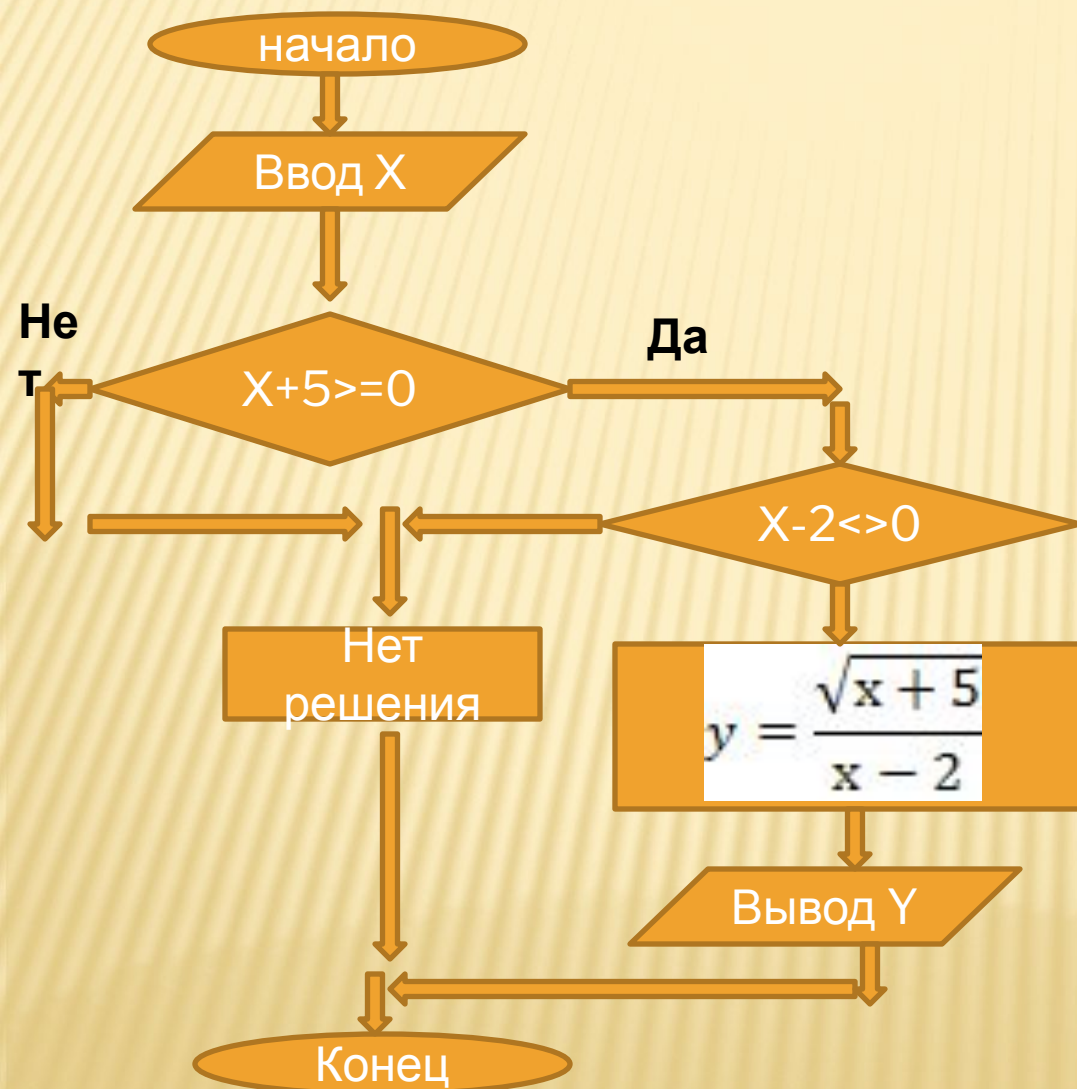 начало
Ввод X
Не
т
Да
X+5>=0
X-2<>0
Нет
решения
y = √x + 5 / x − 2
Вывод Y
Конец